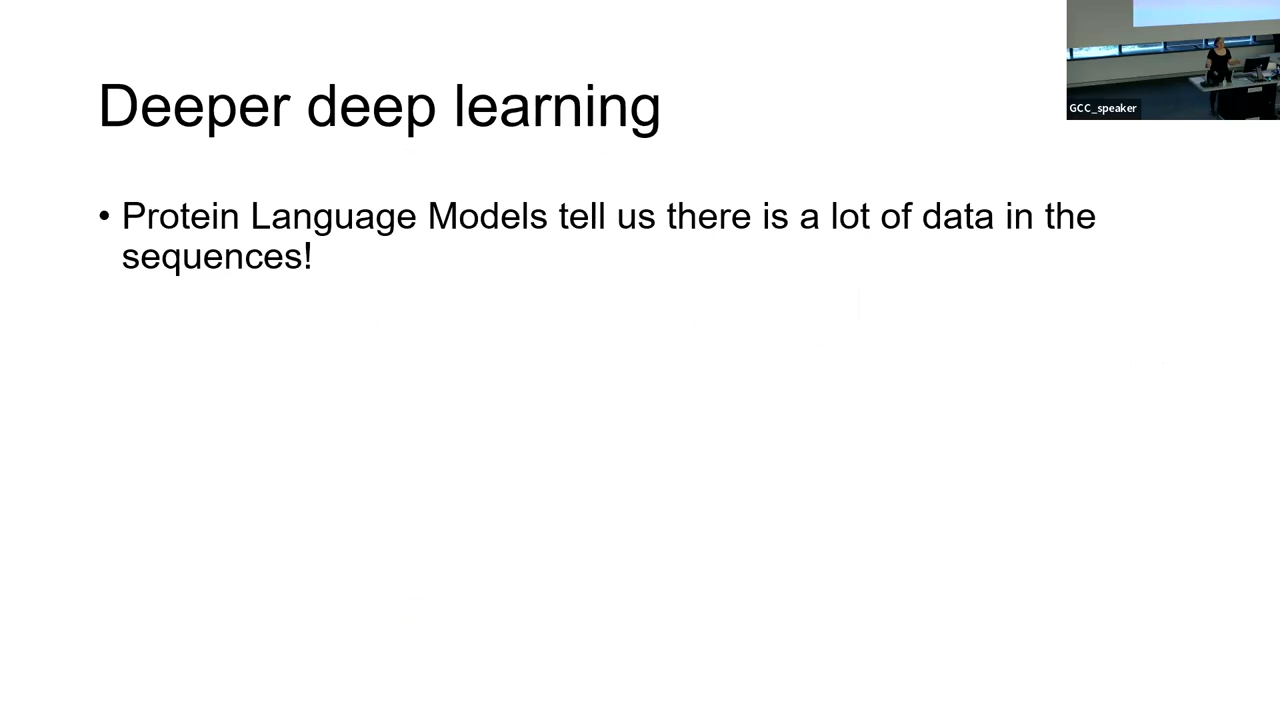 Deeper deep learning
• Protein Language Models tell us there is a lot of data in the
sequences!
GCC_speaker